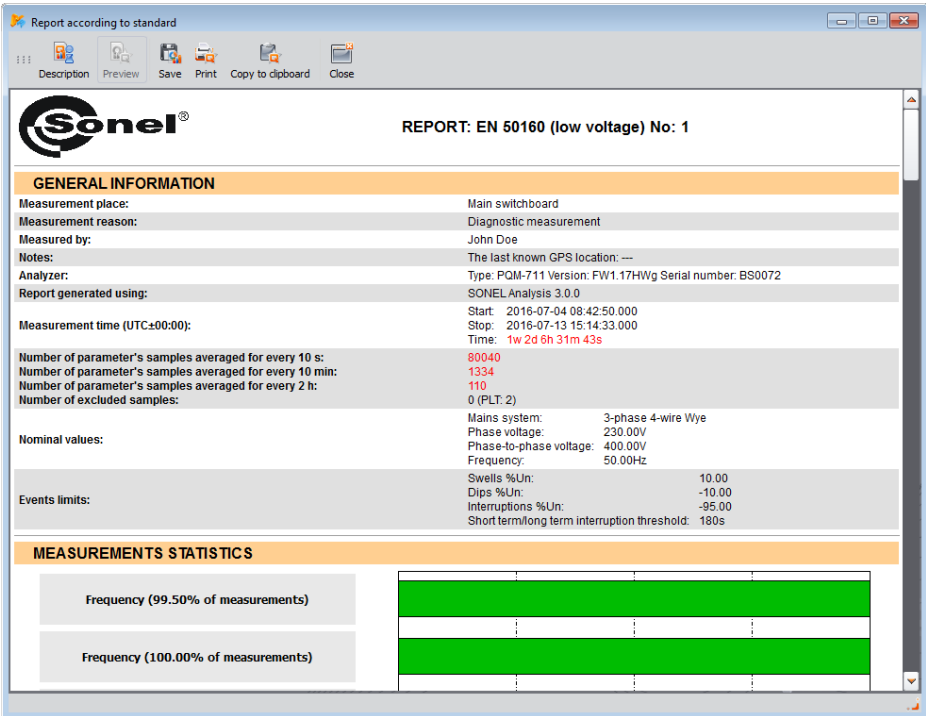 Report according to standard
Description Preview Save Print Copy to clipboard Close
Sonel®
REPORT: EN 50160 (low voltage) No: 1
GENERAL INFORMATION
Measurement place: Main switchboard
Measurement reason: Diagnostic measurement
Measured by: John Doe
Notes: The last known GPS location: ---
Analyzer: Type: PQM-711 Version: FW1.17HWg Serial number: BS0072
Report generated using: SONEL Analysis 3.0.0
Measurement time (UTC±00:00):
Start: 2016-07-04 08:42:50.000
Stop: 2016-07-13 15:14:33.000
Time: 1w 2d 6h 31m 43s
Number of parameter's samples averaged for every 10 s: 80040
Number of parameter's samples averaged for every 10 min: 1334
Number of parameter's samples averaged for every 2 h: 110
Number of excluded samples: 0 (PLT: 2)
Nominal values:
Mains system: 3-phase 4-wire Wye
Phase voltage: 230.00V
Phase-to-phase voltage: 400.00V
Frequency: 50.00Hz
Events limits:
Swells %Un: 10.00
Dips %Un: -10.00
Interruptions %Un: -95.00
Short term/long term interruption threshold: 180s
MEASUREMENTS STATISTICS
Frequency (99.50% of measurements)
Frequency (100.00% of measurements)